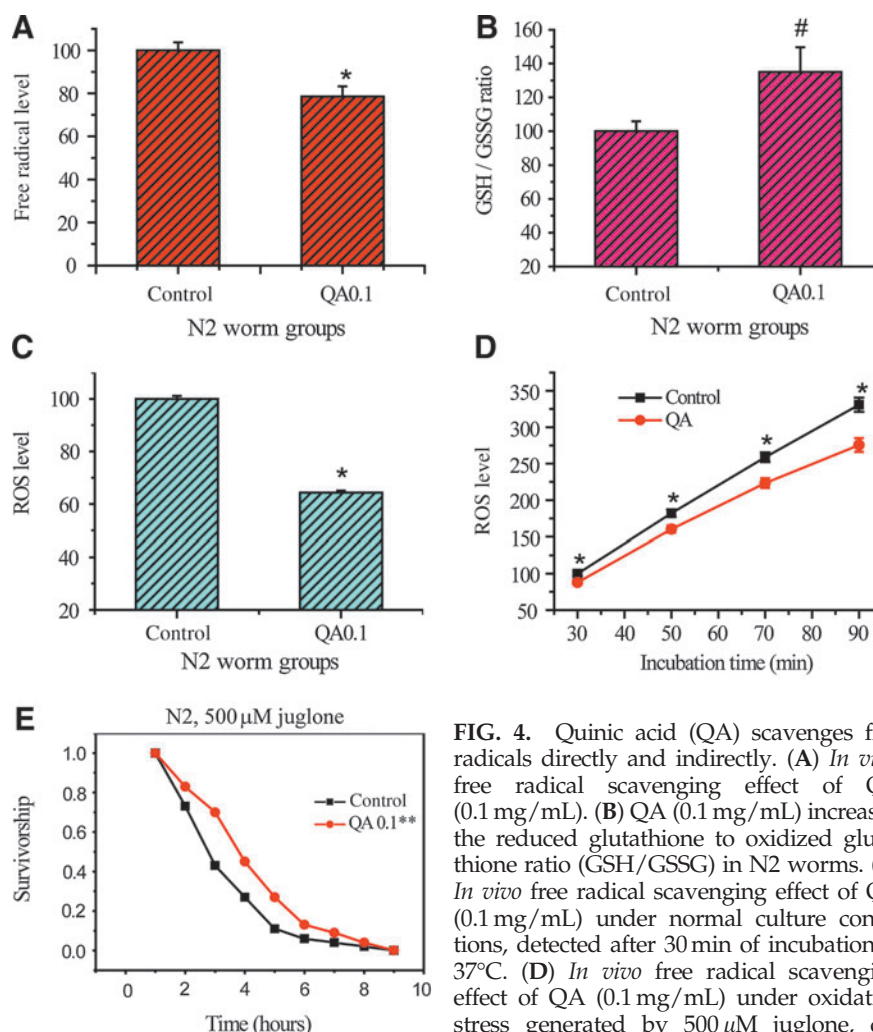 A
Free radical level
100
80
60
40
20
0
*
Control
QA0.1
N2 worm groups
B
GSH / GSSG ratio
160
140
120
100
80
60
40
20
#
Control
QA0.1
N2 worm groups
C
ROS level
100
80
60
40
20
*
Control
QA0.1
N2 worm groups
D
ROS level
350
300
250
200
150
100
50
Control
QA
*
*
*
*
30 40 50 60 70 80 90
Incubation time (min)
E
N2, 500 μM juglone
Survivorship
1.0
0.8
0.6
0.4
0.2
0.0
Control
QA 0.1**
0 2 4 6 8 10
Time (hours)
FIG. 4. Quinic acid (QA) scavenges
radicals directly and indirectly. (A) In
free radical scavenging effect of
(0.1 mg/mL). (B) QA (0.1 mg/mL)
the reduced glutathione to oxidized glu-
thione ratio (GSH/GSSG) in N2 worms.
In vivo free radical scavenging effect of
(0.1 mg/mL) under normal culture
tions, detected after 30 min of incubation
37°C. (D) In vivo free radical
effect of QA (0.1 mg/mL) under
stress generated by 500 μM juglone,